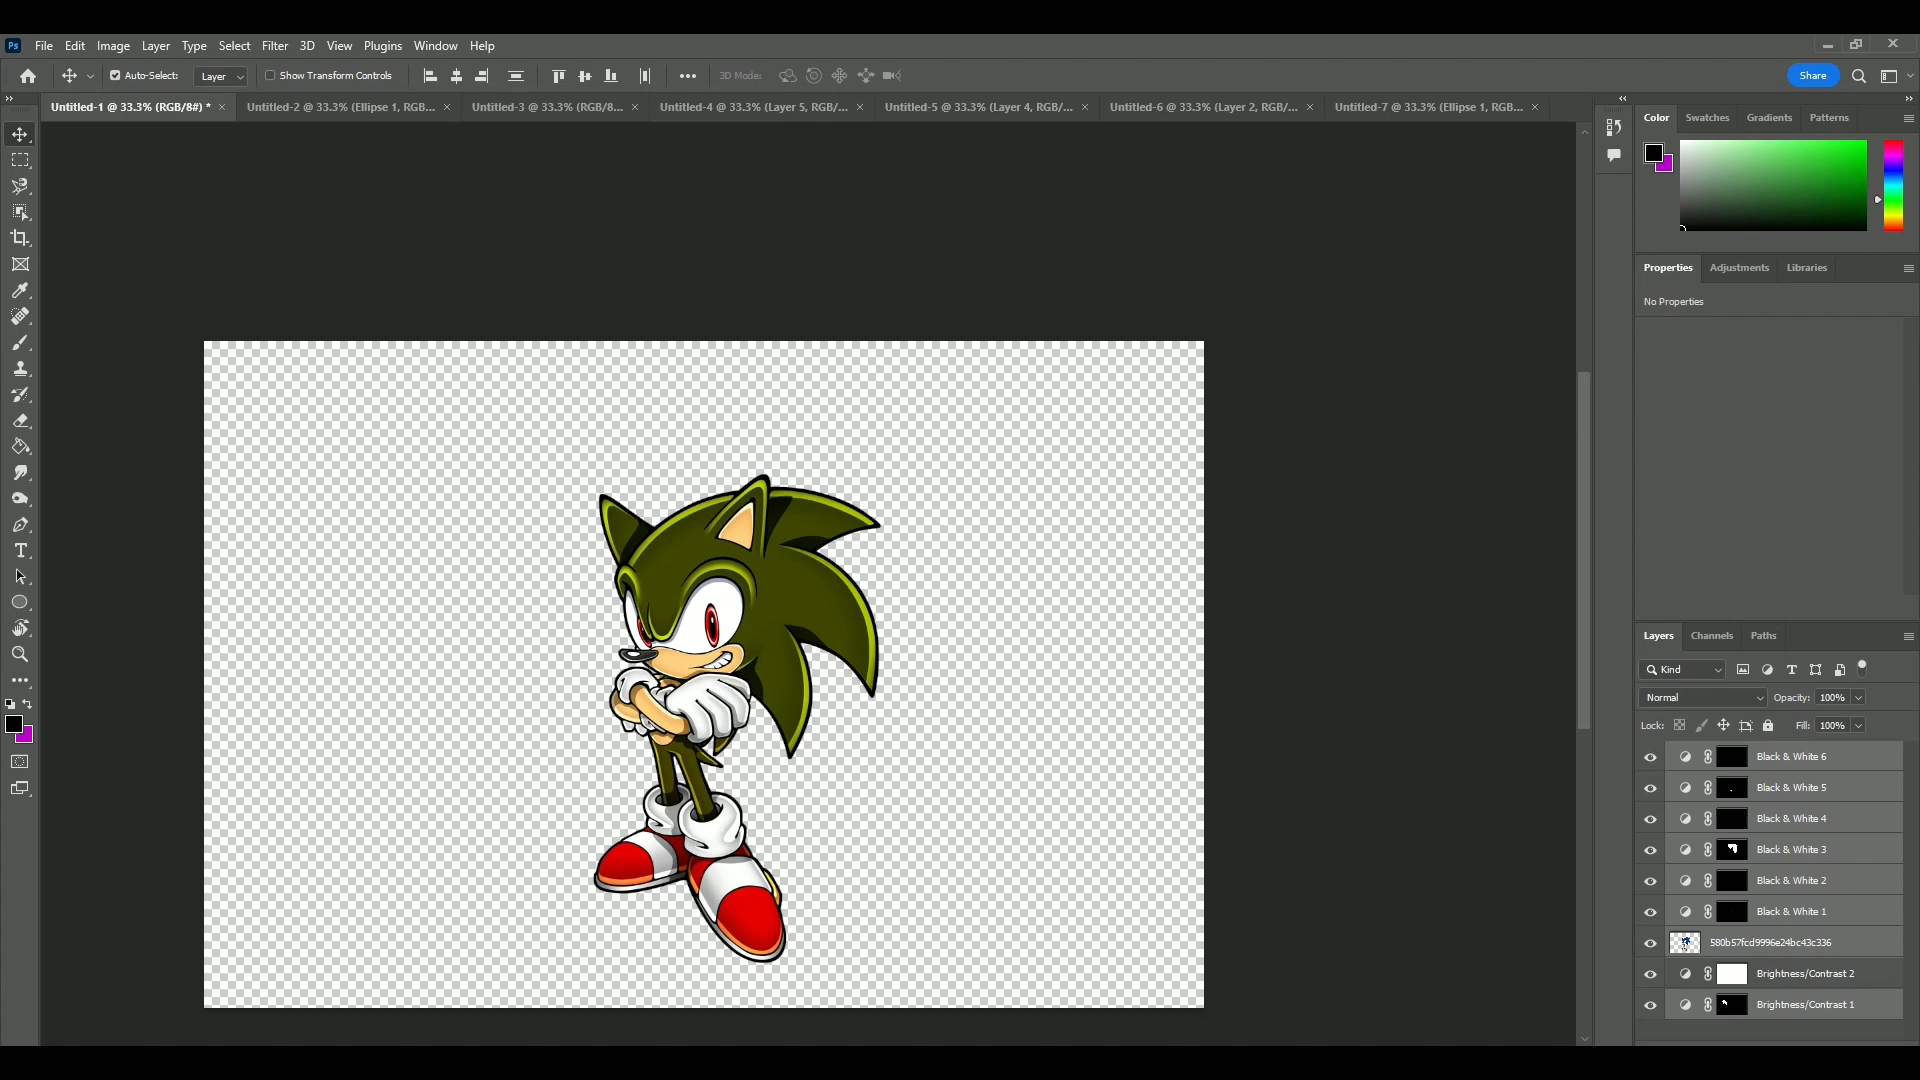 Ps File Edit Image Layer Type Select Filter 3D View Plugins Window Help
Auto-Select: Layer Show Transform Controls 3D Mode: Share
Untitled-1 @ 33.3% (RGB/8#) * Untitled-2 @ 33.3% (Ellipse 1, RGB... Untitled-3 @ 33.3% (RGB/8... Untitled-4 @ 33.3% (Layer 5, RGB/... Untitled-5 @ 33.3% (Layer 4, RGB/... Untitled-6 @ 33.3% (Layer 2, RGB/... Untitled-7 @ 33.3% (Ellipse 1, RGB...
Color Swatches Gradients Patterns
Properties Adjustments Libraries
No Properties
Layers Channels Paths
Kind
Normal Opacity: 100%
Lock: Fill: 100%
Black & White 6
Black & White 5
Black & White 4
Black & White 3
Black & White 2
Black & White 1
580b57fcd9996e24bc43c336
Brightness/Contrast 2
Brightness/Contrast 1